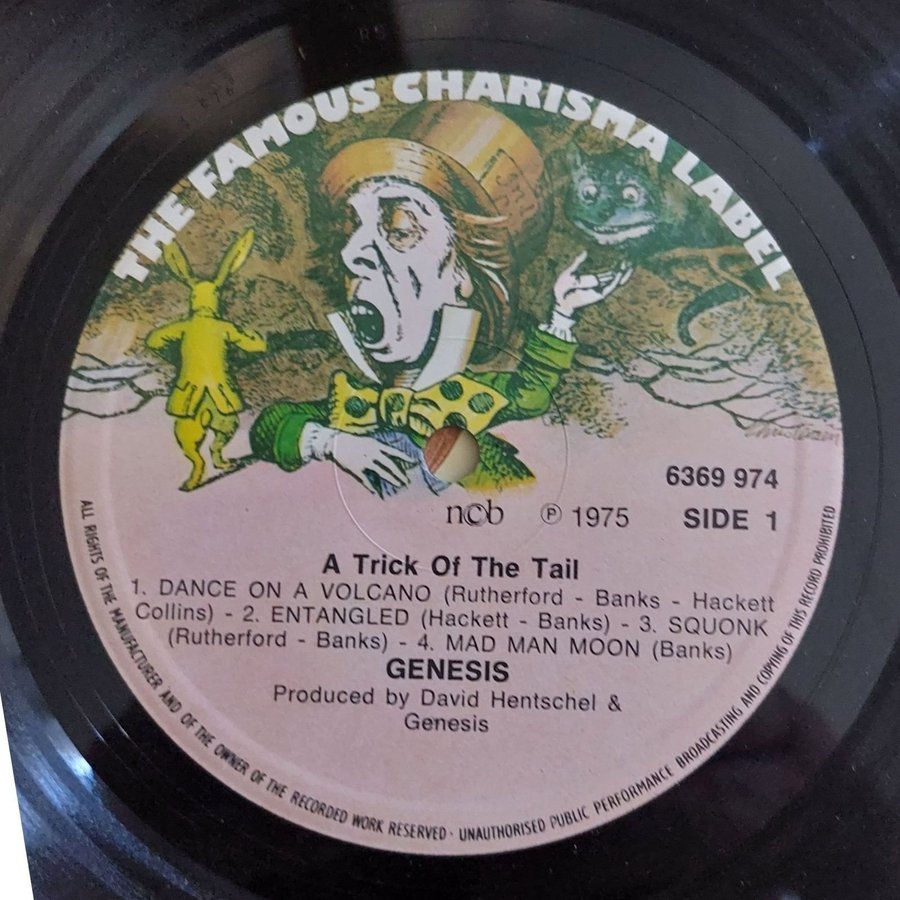 THE FAMOUS CHARISMA LABEL
6369 974
ncb ℗ 1975 SIDE 1
A Trick Of The Tail
1. DANCE ON A VOLCANO (Rutherford - Banks - Hackett
Collins) - 2. ENTANGLED (Hackett - Banks) - 3. SQUONK
(Rutherford - Banks) - 4. MAD MAN MOON (Banks)
GENESIS
Produced by David Hentschel &
Genesis
ALL RIGHTS OF THE MANUFACTURER AND OF THE OWNER OF THE RECORDED WORK RESERVED · UNAUTHORISED PUBLIC PERFORMANCE BROADCASTING AND COPYING OF THIS RECORD PROHIBITED